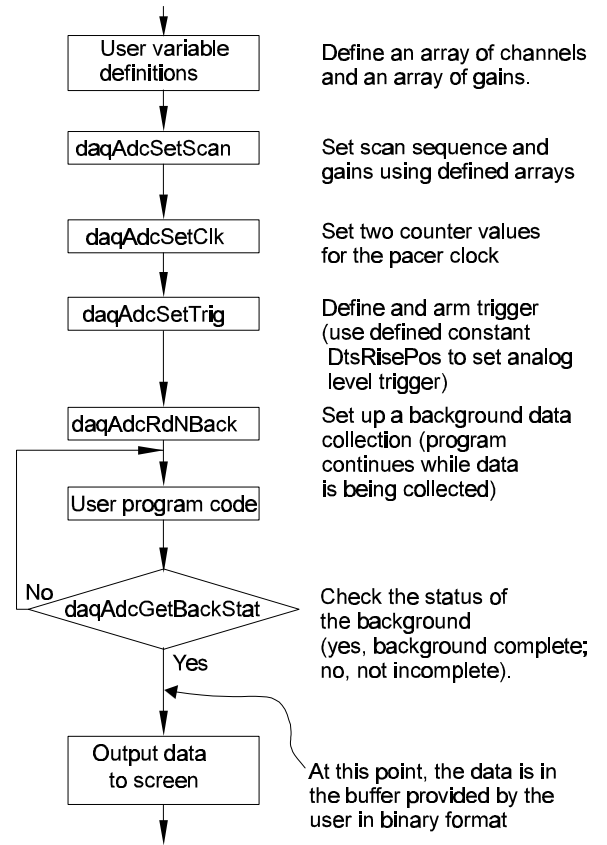 User variable
definitions
Define an array of channels
and an array of gains.
daqAdcSetScan
Set scan sequence and
gains using defined arrays
daqAdcSetClk
Set two counter values
for the pacer clock
daqAdcSetTrig
Define and arm trigger
(use defined constant
DtsRisePos to set analog
level trigger)
daqAdcRdNBack
Set up a background data
collection (program
continues while data
is being collected)
User program code
No
daqAdcGetBackStat
Check the status of
the background
(yes, background complete;
no, not incomplete).
Yes
Output data
to screen
At this point, the data is in
the buffer provided by the
user in binary format